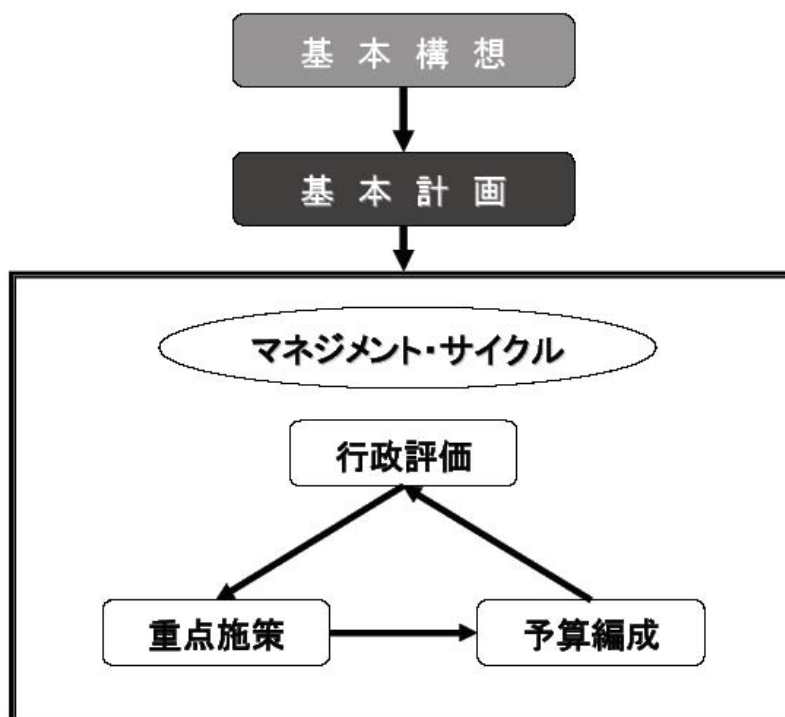 基本構想
基本計画
マネジメント・サイクル
行政評価
重点施策
予算編成